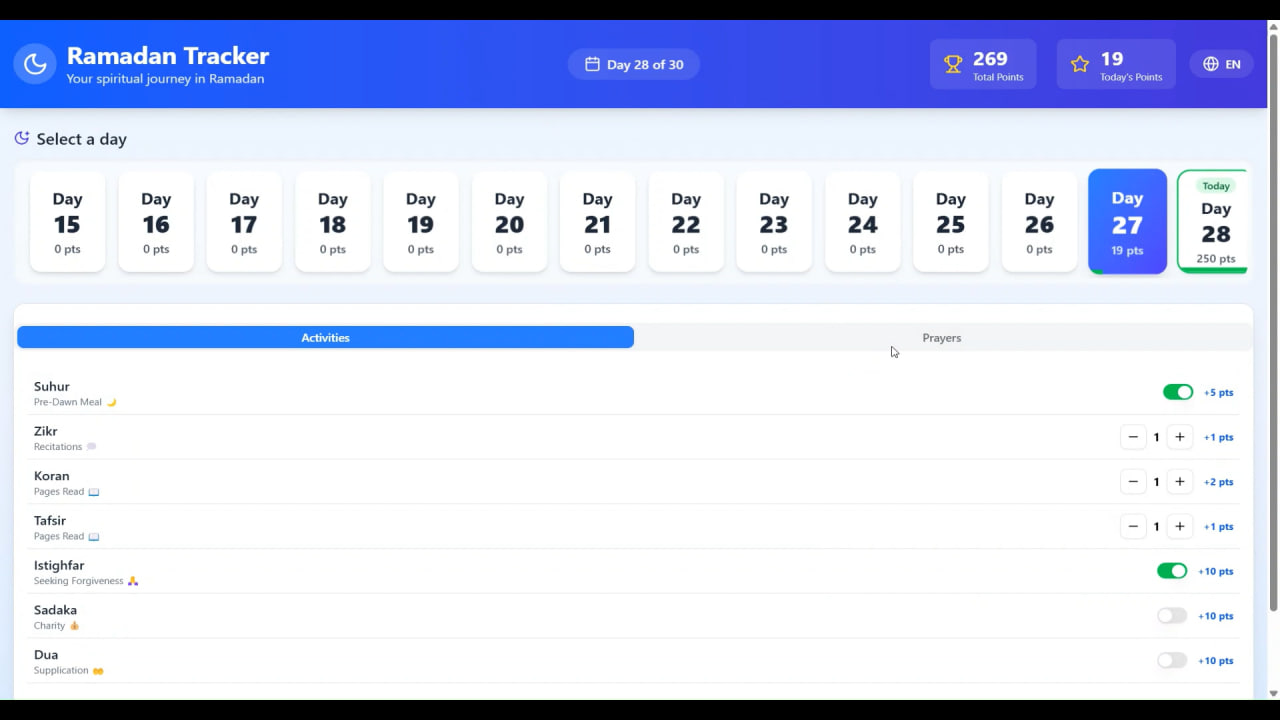 Ramadan Tracker
Your spiritual journey in Ramadan
Day 28 of 30
269
Total Points
19
Today's Points
EN
Select a day
Day 15 0 pts
Day 16 0 pts
Day 17 0 pts
Day 18 0 pts
Day 19 0 pts
Day 20 0 pts
Day 21 0 pts
Day 22 0 pts
Day 23 0 pts
Day 24 0 pts
Day 25 0 pts
Day 26 0 pts
Day 27 19 pts
Today Day 28 250 pts
Activities
Prayers
Suhur
Pre-Dawn Meal 🌙
+5 pts
Zikr
Recitations 💭
− 1 + +1 pts
Koran
Pages Read 📖
− 1 + +2 pts
Tafsir
Pages Read 📖
− 1 + +1 pts
Istighfar
Seeking Forgiveness 🙏
+10 pts
Sadaka
Charity 💰
+10 pts
Dua
Supplication 🤲
+10 pts